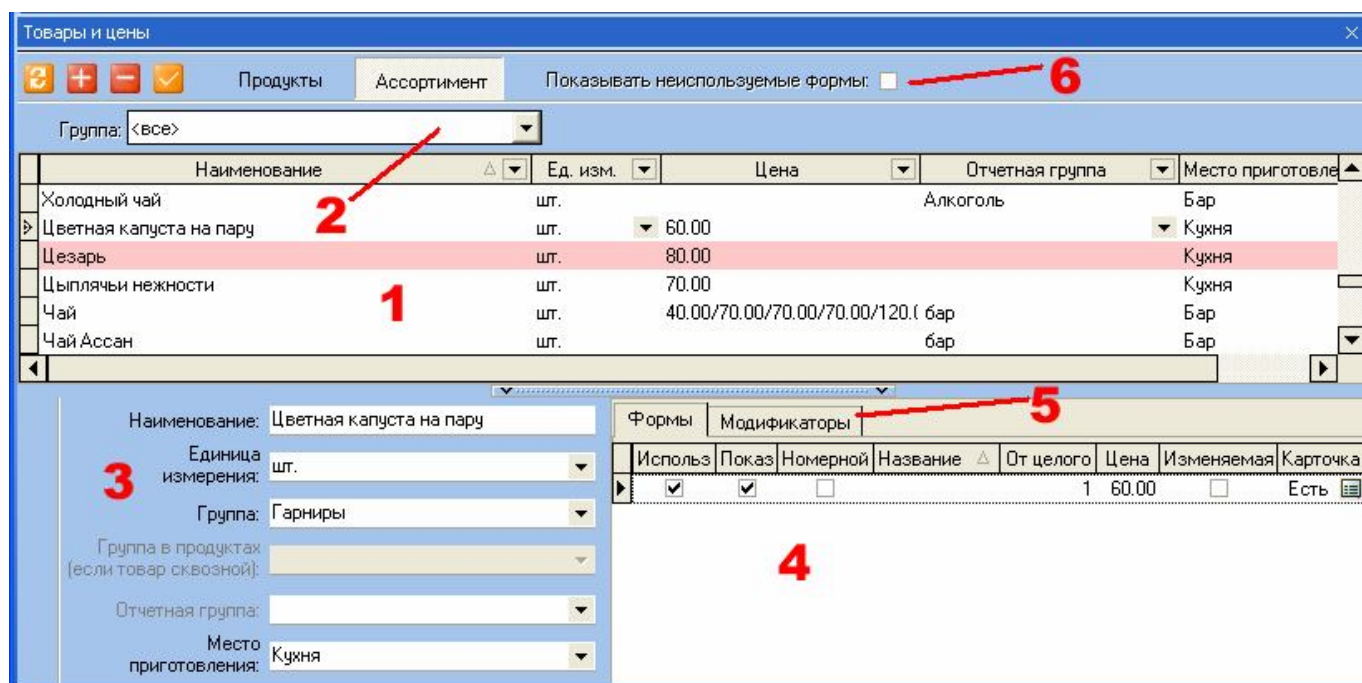 Товары и цены
Продукты Ассортимент Показывать неиспользуемые формы: 6
Группа: <все>
Наименование Ед. изм. Цена Отчетная группа Место приготовле
Холодный чай шт. Алкоголь Бар
2
Цветная капуста на пару шт. 60.00 Кухня
Цезарь шт. 80.00 Кухня
Цыплячьи нежности шт. 70.00 Кухня
1
Чай шт. 40.00/70.00/70.00/70.00/120.( бар Бар
Чай Ассан шт. бар Бар
Наименование: Цветная капуста на пару
Единица
измерения: шт.
3
Группа: Гарниры
Группа в продуктах
(если товар сквозной):
Отчетная группа:
Место
приготовления: Кухня
Формы Модификаторы 5
Использ Показ Номерной Название От целого Цена Изменяемая Карточка
1 60.00 Есть
4